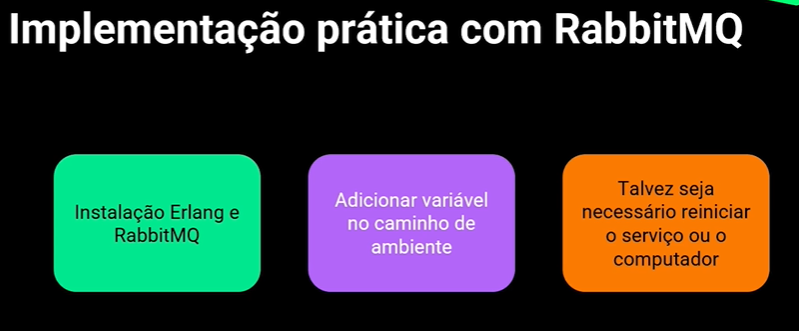 Implementação prática com RabbitMQ
Instalação Erlang e
RabbitMQ
Adicionar variável
no caminho de
ambiente
Talvez seja
necessário reiniciar
o serviço ou o
computador